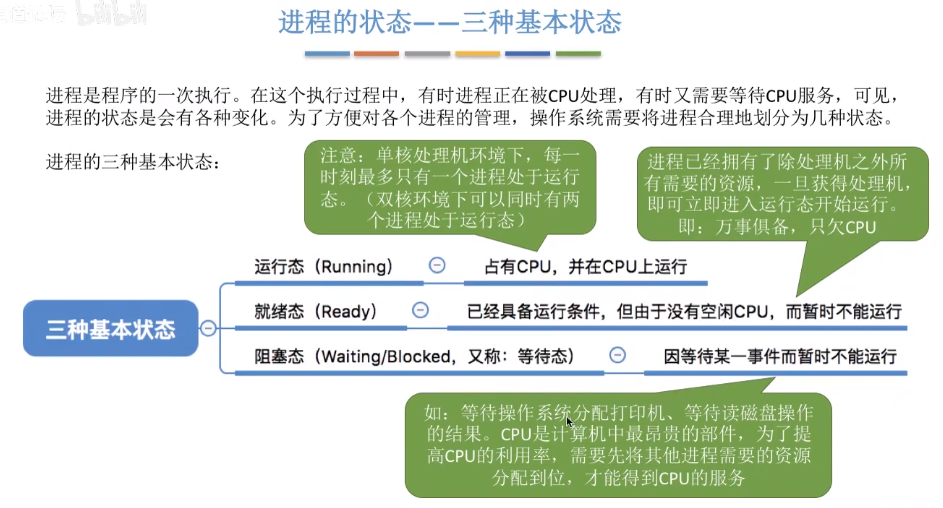 进程的状态——三种基本状态
进程是程序的一次执行。在这个执行过程中，有时进程正在被CPU处理，有时又需要等待CPU服务，可见，
进程的状态是会有各种变化。为了方便对各个进程的管理，操作系统需要将进程合理地划分为几种状态。
进程的三种基本状态：
注意：单核处理机环境下，每一
时刻最多只有一个进程处于运行
态。（双核环境下可以同时有两
个进程处于运行态）
进程已经拥有了除处理机之外所
有需要的资源，一旦获得处理机，
即可立即进入运行态开始运行。
即：万事俱备，只欠CPU
三种基本状态
运行态（Running）
占有CPU，并在CPU上运行
就绪态（Ready）
已经具备运行条件，但由于没有空闲CPU，而暂时不能运行
阻塞态（Waiting/Blocked，又称：等待态）
因等待某一事件而暂时不能运行
如：等待操作系统分配打印机、等待读磁盘操作
的结果。CPU是计算机中最昂贵的部件，为了提
高CPU的利用率，需要先将其他进程需要的资源
分配到位，才能得到CPU的服务